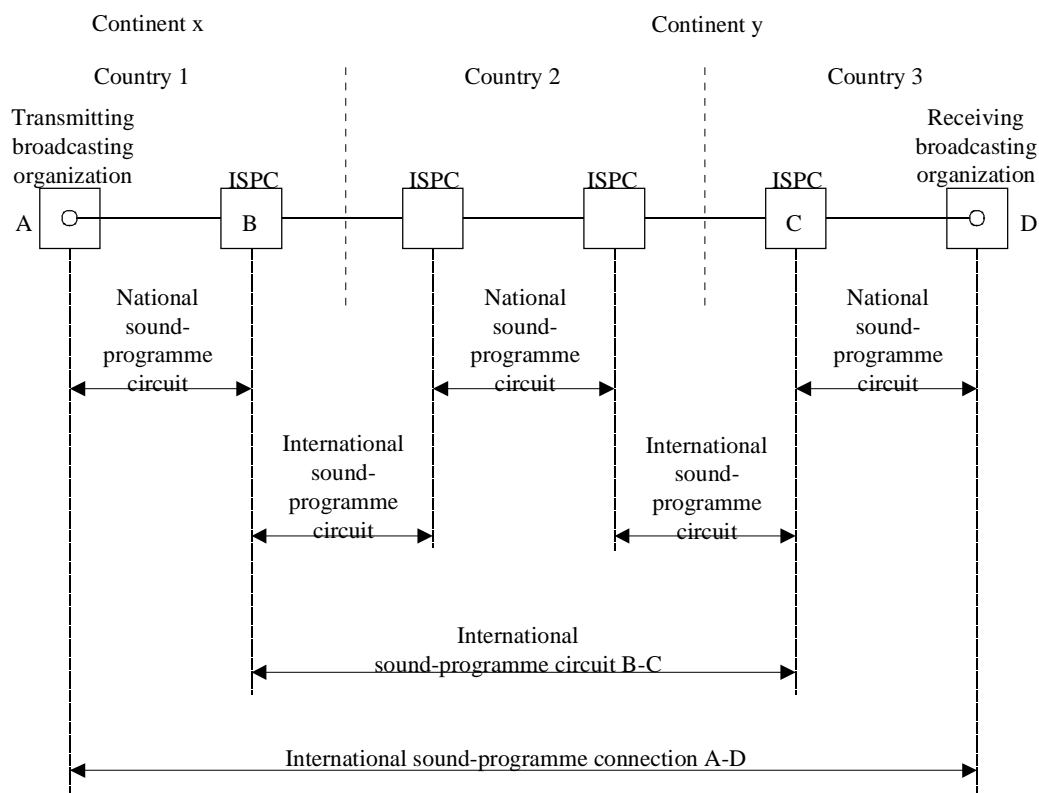 Continent x
Continent y
Country 1
Country 2
Country 3
Transmitting
broadcasting
organization
Receiving
broadcasting
organization
ISPC
ISPC
ISPC
ISPC
A
B
C
D
National
sound-
programme
circuit
National
sound-
programme
circuit
National
sound-
programme
circuit
International
sound-
programme
circuit
International
sound-
programme
circuit
International
sound-programme circuit B-C
International sound-programme connection A-D